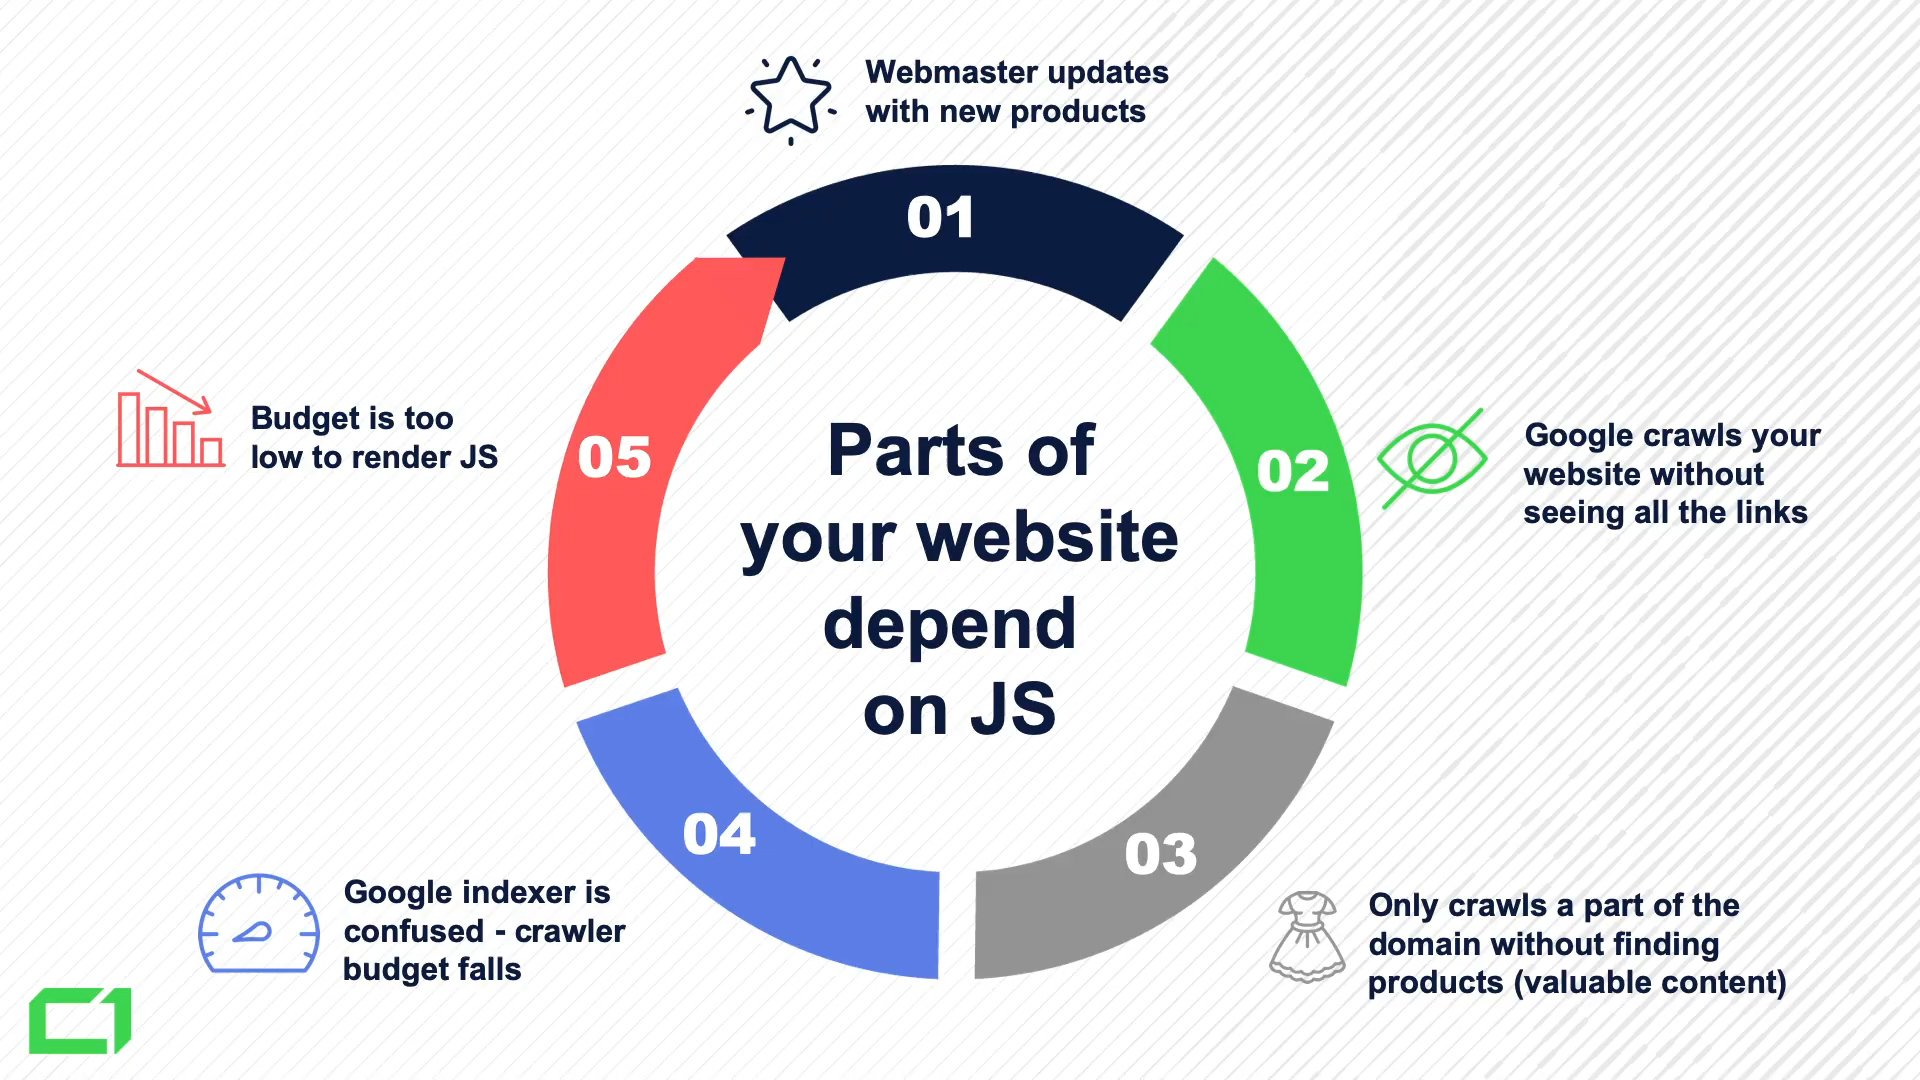 Webmaster updates
with new products
01
02
Google crawls your
website without
seeing all the links
03
Only crawls a part of the
domain without finding
products (valuable content)
04
Google indexer is
confused - crawler
budget falls
05
Budget is too
low to render JS
Parts of
your website
depend
on JS